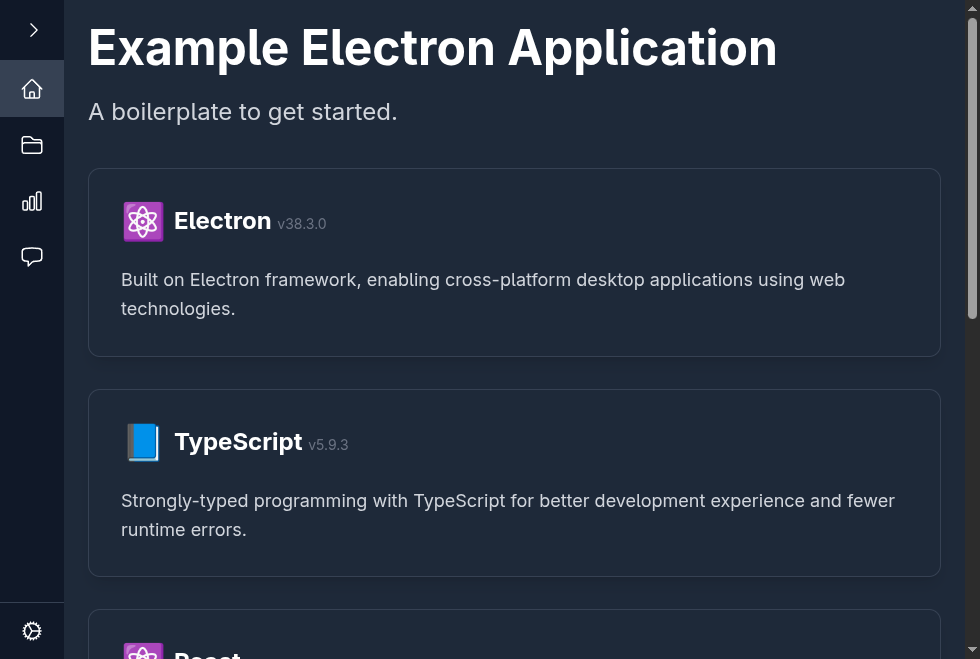 Example Electron Application
A boilerplate to get started.
Electron v38.3.0
Built on Electron framework, enabling cross-platform desktop applications using web
technologies.
TypeScript v5.9.3
Strongly-typed programming with TypeScript for better development experience and fewer
runtime errors.
React